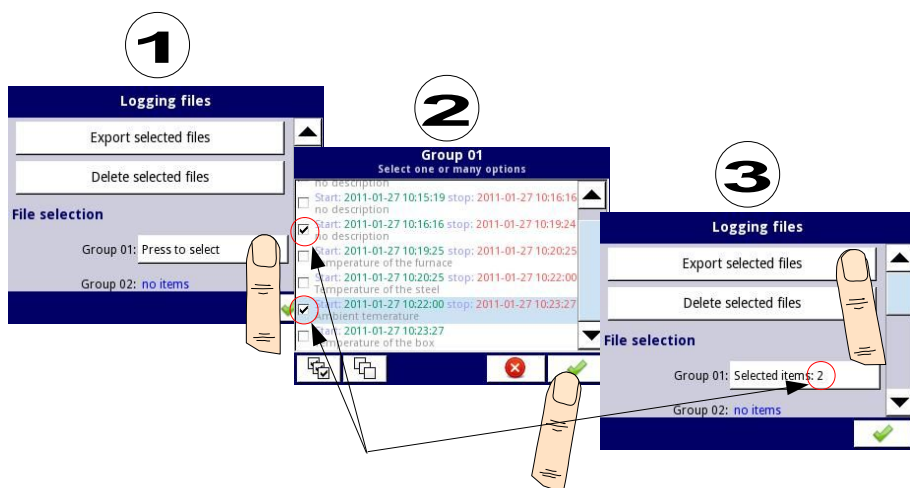 1
Logging files
Export selected files
Delete selected files
File selection
Group 01: Press to select
Group 02: no items
2
Group 01
Select one or many options
no description
Start: 2011-01-27 10:15:19 stop: 2011-01-27 10:16:16
no description
Start: 2011-01-27 10:16:16 stop: 2011-01-27 10:19:24
no description
Start: 2011-01-27 10:19:25 stop: 2011-01-27 10:20:25
Temperature of the furnace
Start: 2011-01-27 10:20:25 stop: 2011-01-27 10:22:00
Temperature of the steel
Start: 2011-01-27 10:22:00 stop: 2011-01-27 10:23:27
Ambient temerature
Start: 2011-01-27 10:23:27
Temperature of the box
3
Logging files
Export selected files
Delete selected files
File selection
Group 01: Selected items: 2
Group 02: no items